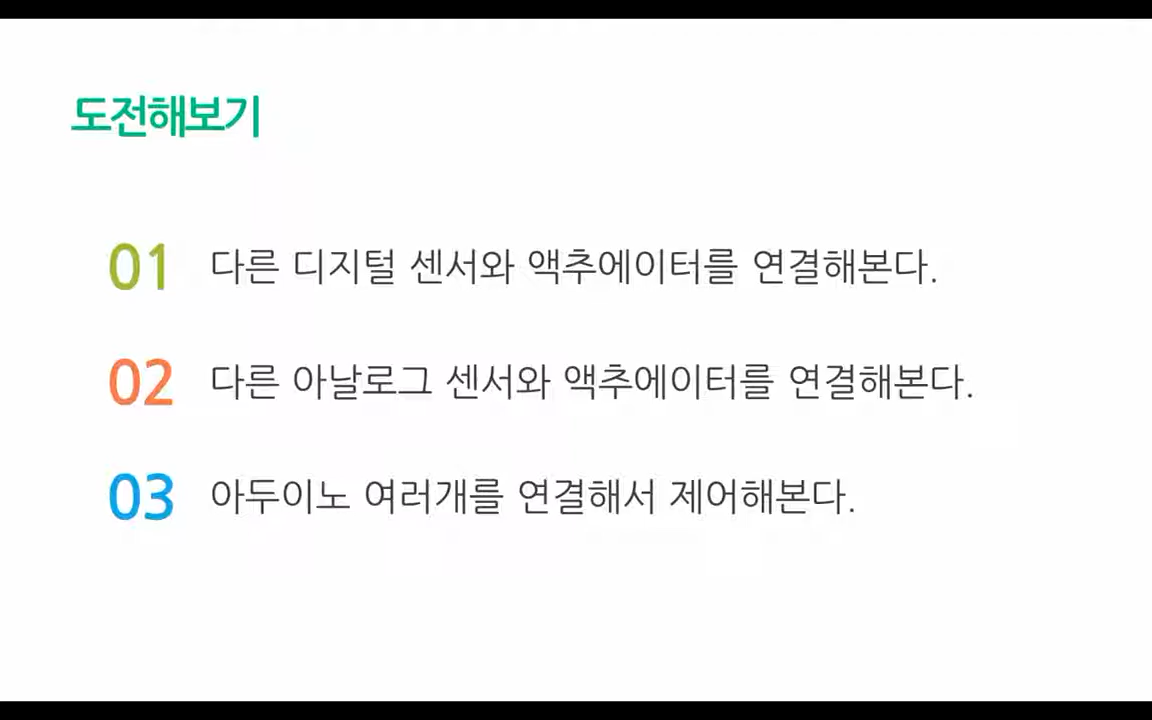 도전해보기
01 다른 디지털 센서와 액추에이터를 연결해본다.
02 다른 아날로그 센서와 액추에이터를 연결해본다.
03 아두이노 여러개를 연결해서 제어해본다.